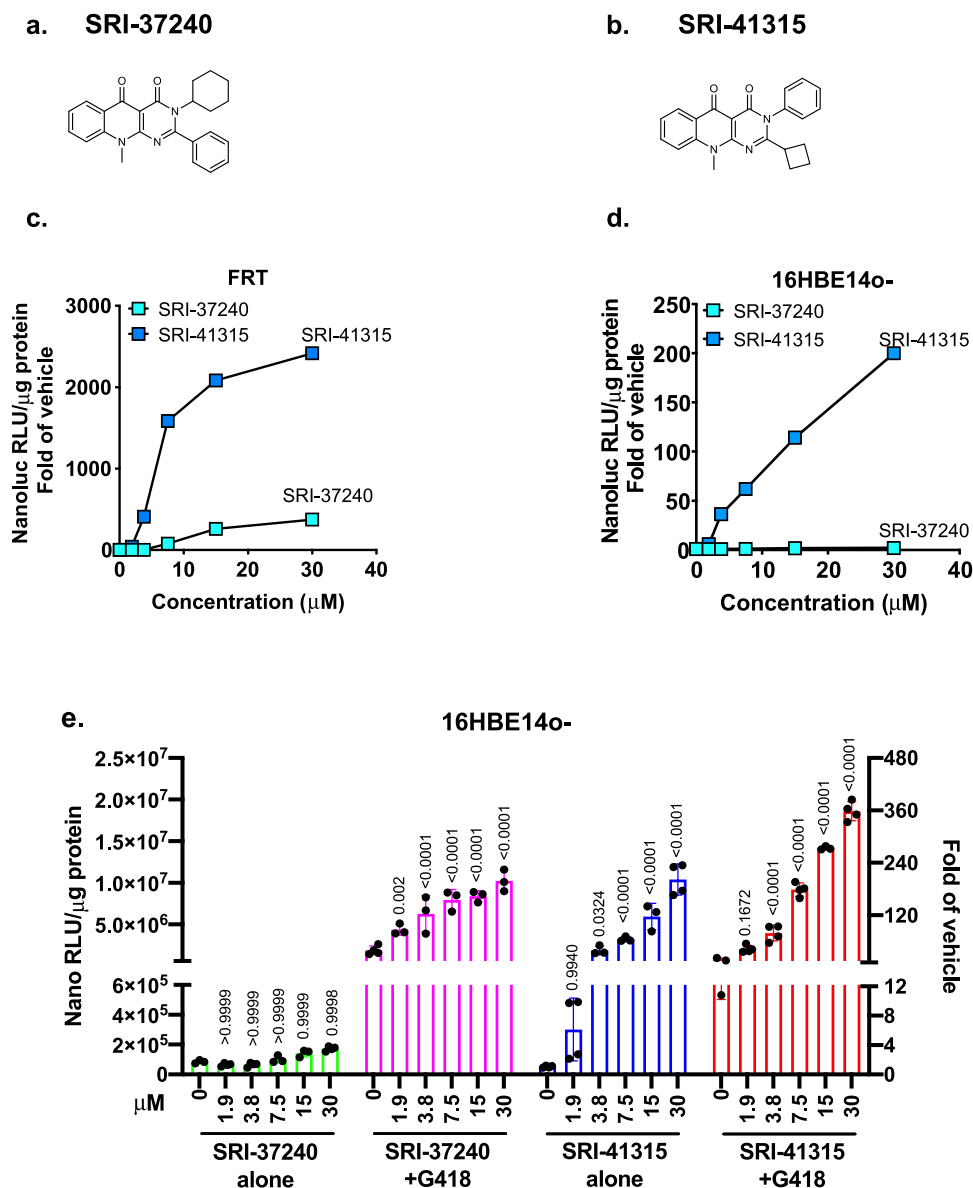 a. SRI-37240
b. SRI-41315
O O
N
N N
O O
N
N N
c.
FRT
SRI-37240
SRI-41315
SRI-41315
SRI-37240
3000
2000
1000
0
0 10 20 30 40
Nanoluc RLU/μg protein
Fold of vehicle
Concentration (μM)
d.
16HBE14o-
SRI-37240
SRI-41315
SRI-41315
SRI-37240
250
200
150
100
50
0
0 10 20 30 40
Nanoluc RLU/μg protein
Fold of vehicle
Concentration (μM)
e.
16HBE14o-
Nano RLU/μg protein
2.5×10⁷
2.0×10⁷
1.5×10⁷
1.0×10⁷
5.0×10⁶
6×10⁵
4×10⁵
2×10⁵
0
>0.9999 >0.9999 >0.9999 0.9999 0.9998
0.002 <0.0001 <0.0001 <0.0001 <0.0001
0.9940 0.0324 <0.0001 <0.0001 <0.0001
0.1672 <0.0001 <0.0001 <0.0001 <0.0001
480
360
240
120
12
8
4
0
Fold of vehicle
μM
0 1.9 3.8 7.5 15 30 0 1.9 3.8 7.5 15 30 0 1.9 3.8 7.5 15 30 0 1.9 3.8 7.5 15 30
SRI-37240 SRI-37240 SRI-41315 SRI-41315
alone +G418 alone +G418